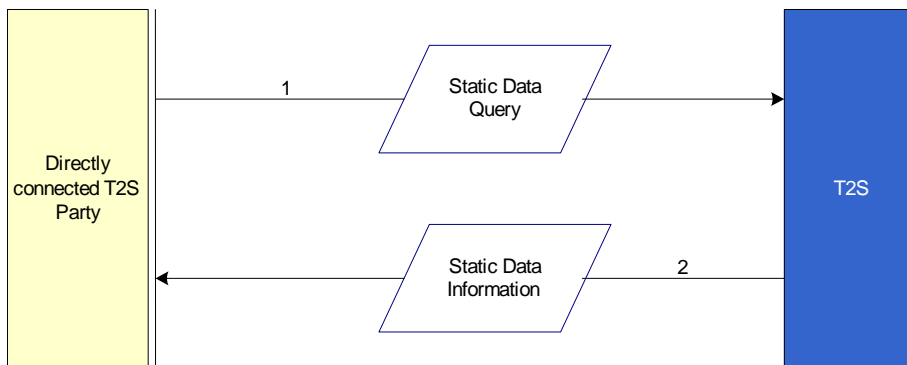 1
Static Data
Query
Directly
connected T2S
Party
T2S
Static Data
Information
2